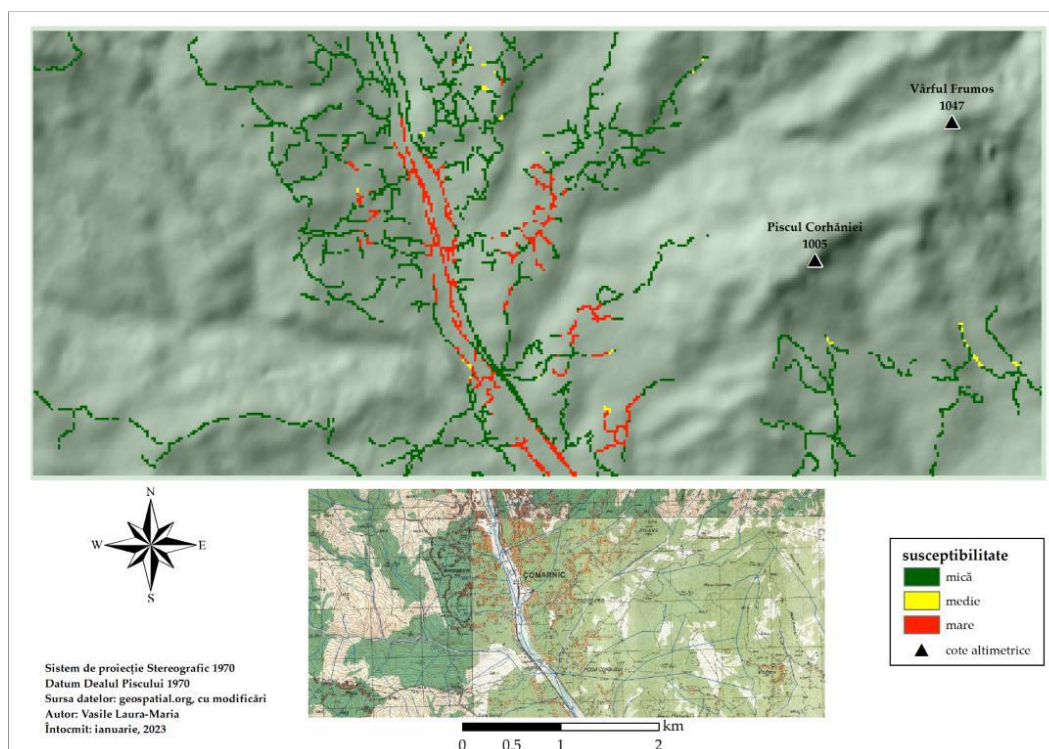 Vârful Frumos
1047
Piscul Corhăniei
1005
N
W
E
S
COMARNIC
susceptibilitate
mică
medie
mare
cote altimetrice
Sistem de proiecție Stereografic 1970
Datum Dealul Piscului 1970
Sursa datelor: geospatial.org, cu modificări
Autor: Vasile Laura-Maria
Întocmit: ianuarie, 2023
km
0 0.5 1 2